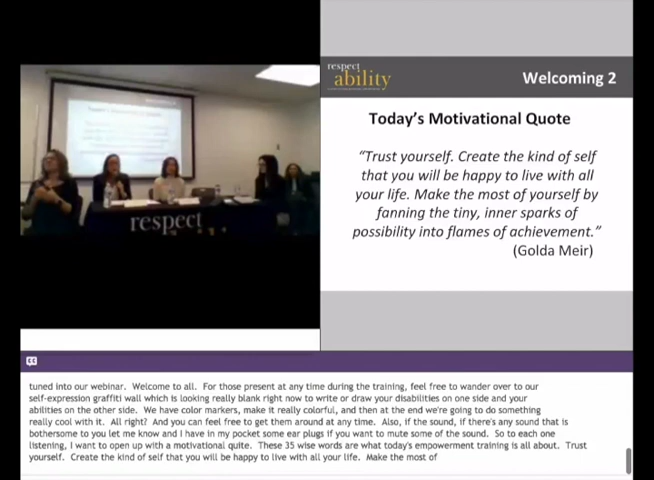 respect
ability
Welcoming 2
Today's Motivational Quote
"Trust yourself. Create the kind of self
that you will be happy to live with all
your life. Make the most of yourself by
fanning the tiny, inner sparks of
possibility into flames of achievement."
(Golda Meir)
respect
CC
tuned into our webinar. Welcome to all. For those present at any time during the training, feel free to wander over to our
self-expression graffiti wall which is looking really blank right now to write or draw your disabilities on one side and your
abilities on the other side. We have color markers, make it really colorful, and then at the end we're going to do something
really cool with it. All right? And you can feel free to get them around at any time. Also, if the sound, if there's any sound that is
bothersome to you let me know and I have in my pocket some ear plugs if you want to mute some of the sound. So to each one
listening, I want to open up with a motivational quite. These 35 wise words are what today's empowerment training is all about. Trust
yourself. Create the kind of self that you will be happy to live with all your life. Make the most of